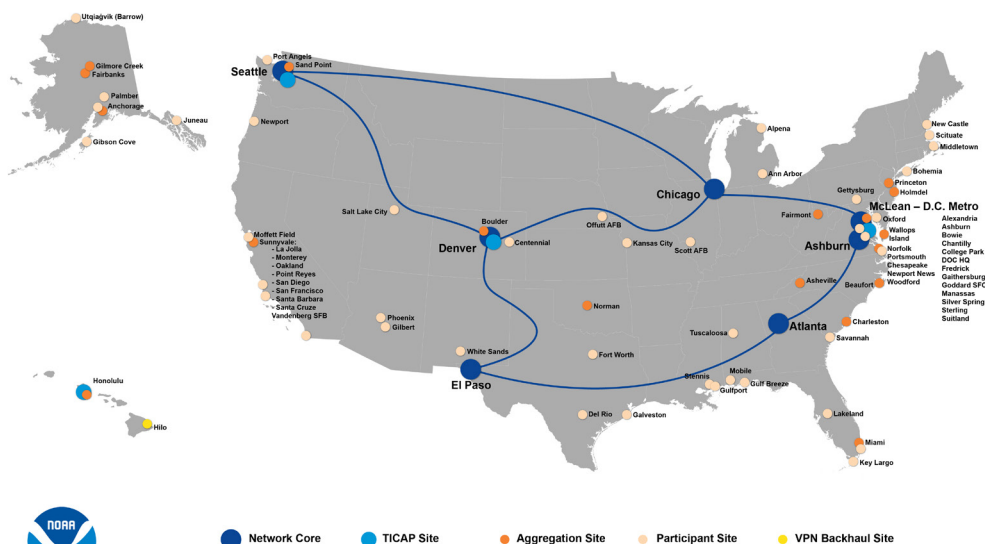 Utqiaġvik (Barrow)
Gilmore Creek
Fairbanks
Palmber
Anchorage
Juneau
Gibson Cove
Port Angels
Sand Point
Seattle
Newport
Alpena
New Castle
Scituate
Middletown
Ann Arbor
Bohemia
Princeton
Holmdel
Chicago
Gettysburg
McLean – D.C. Metro
Salt Lake City
Boulder
Offutt AFB
Fairmont
Oxford
Alexandria
Ashburn
Bowie
Chantilly
College Park
DOC HQ
Fredrick
Gaithersburg
Goddard SFC
Manassas
Silver Spring
Sterling
Suitland
Wallops
Island
Ashburn
Denver
Centennial
Kansas City
Scott AFB
Norfolk
Portsmouth
Chesapeake
Newport News
Woodford
Moffett Field
Sunnyvale:
- La Jolla
- Monterey
- Oakland
- Point Reyes
- San Diego
- San Francisco
- Santa Barbara
- Santa Cruze
Vandenberg SFB
Asheville
Beaufort
Norman
Phoenix
Gilbert
Tuscaloosa
Atlanta
Charleston
Savannah
White Sands
Fort Worth
El Paso
Stennis
Mobile
Gulf Breeze
Gulfport
Honolulu
Hilo
Del Rio
Galveston
Lakeland
Miami
Key Largo
NOAA
Network Core
TICAP Site
Aggregation Site
Participant Site
VPN Backhaul Site